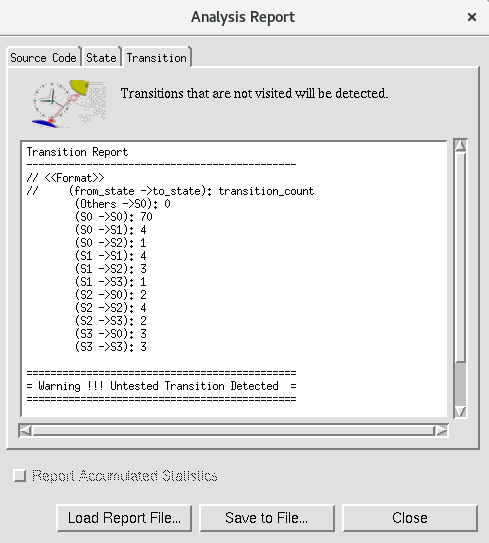 Analysis Report
Source Code State Transition
Transitions that are not visited will be detected.
Transition Report
--------------------------------------------
// <<Format>>
// (from_state ->to_state): transition_count
(Others ->S0): 0
(S0 ->S0): 70
(S0 ->S1): 4
(S0 ->S2): 1
(S1 ->S1): 4
(S1 ->S2): 3
(S1 ->S3): 1
(S2 ->S0): 2
(S2 ->S2): 4
(S2 ->S3): 2
(S3 ->S0): 3
(S3 ->S3): 3
============================================
= Warning !!! Untested Transition Detected =
============================================
Report Accumulated Statistics
Load Report File... Save to File... Close